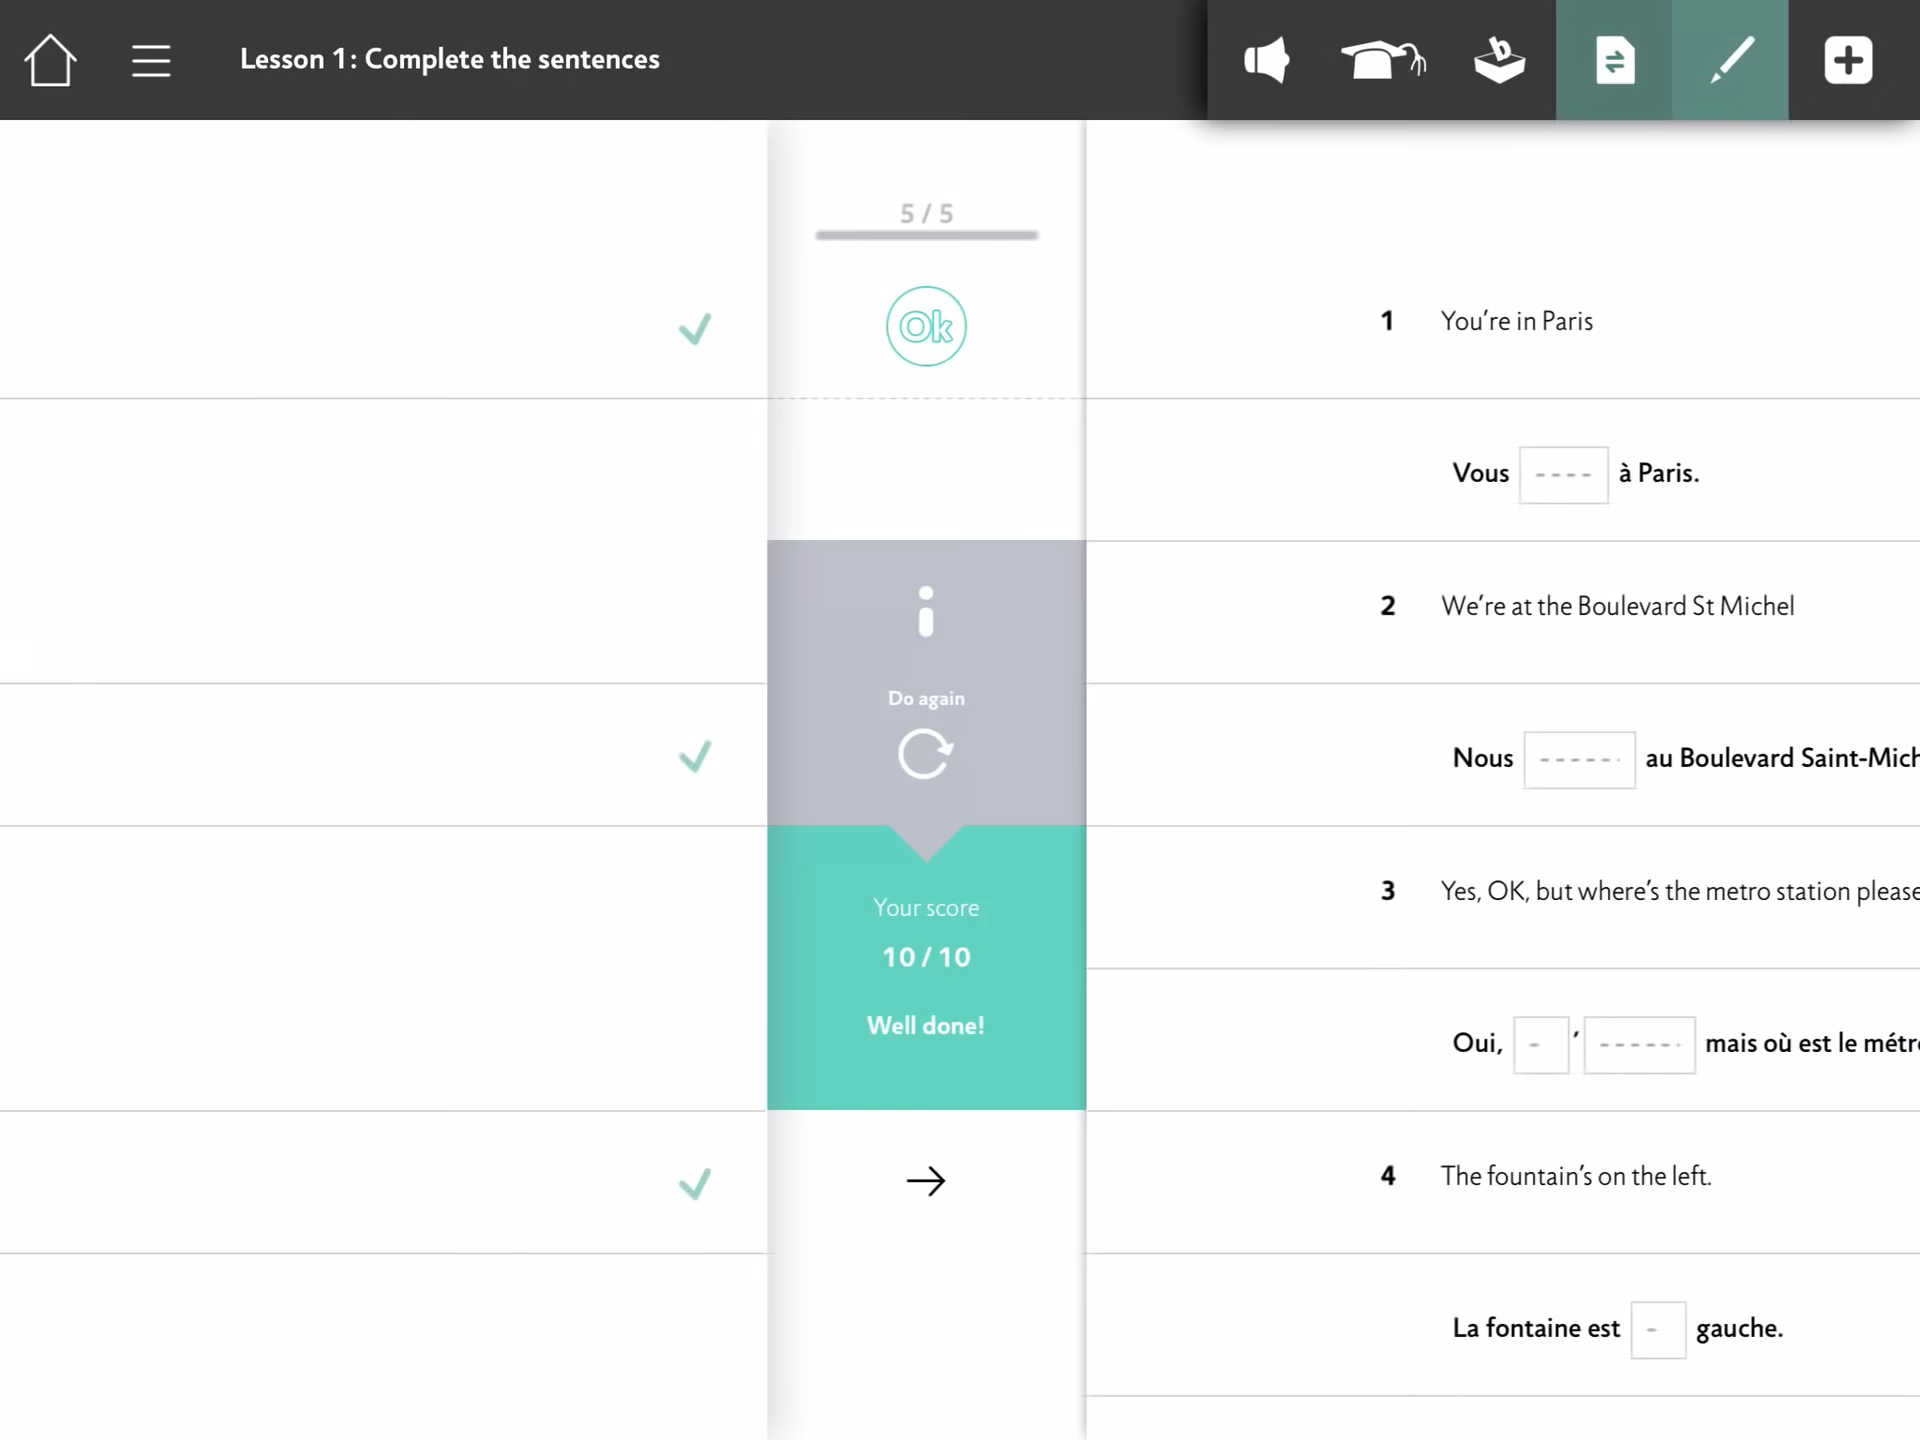 Lesson 1: Complete the sentences
5 / 5
Ok
Do again
Your score
10 / 10
Well done!
1 You're in Paris
Vous ---- à Paris.
2 We're at the Boulevard St Michel
Nous ------ au Boulevard Saint-Mich
3 Yes, OK, but where's the metro station please
Oui, - ' ------ mais où est le métr
4 The fountain's on the left.
La fontaine est - gauche.